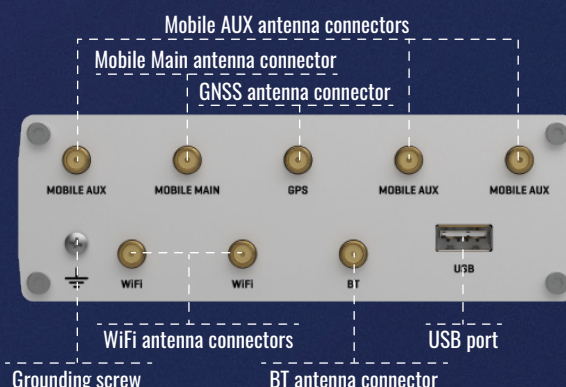 Mobile AUX antenna connectors
Mobile Main antenna connector
GNSS antenna connector
MOBILE AUX
MOBILE MAIN
GPS
MOBILE AUX
MOBILE AUX
WiFi
WiFi
BT
USB
WiFi antenna connectors
USB port
Grounding screw
BT antenna connector